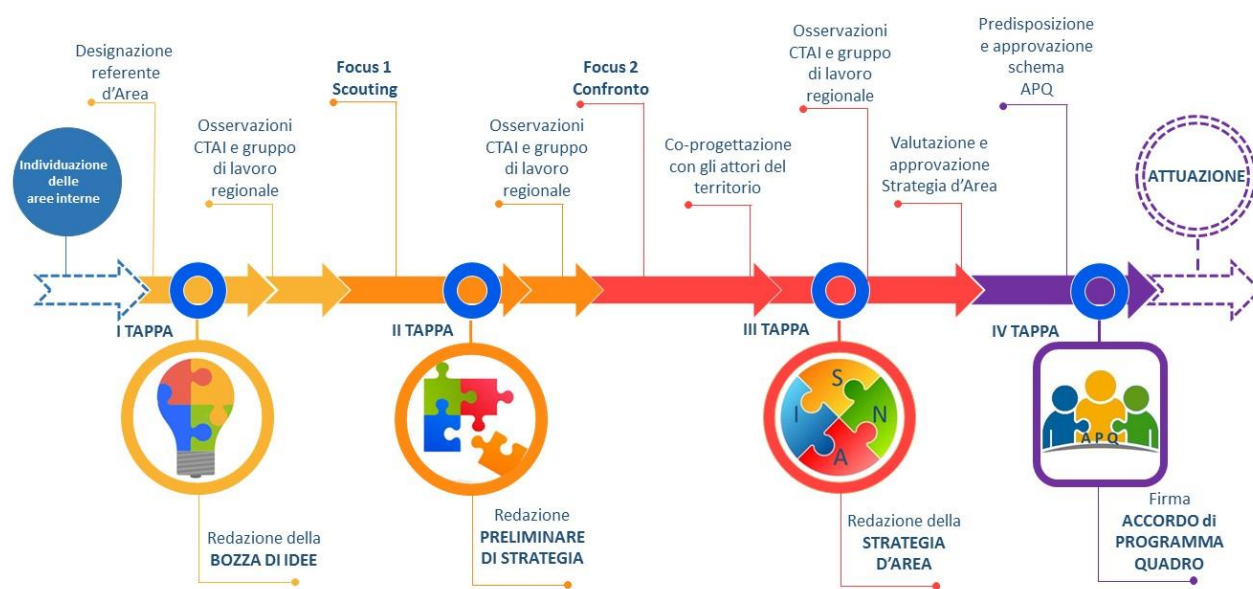 Designazione
referente
d'Area
Focus 1
Scouting
Focus 2
Confronto
Osservazioni
CTAI e gruppo
di lavoro
regionale
Predisposizione
e approvazione
schema
APQ
Individuazione
delle
aree interne
Osservazioni
CTAI e gruppo
di lavoro
regionale
Osservazioni
CTAI e gruppo
di lavoro
regionale
Co-progettazione
con gli attori del
territorio
Valutazione e
approvazione
Strategia d'Area
ATTUAZIONE
I TAPPA
II TAPPA
III TAPPA
IV TAPPA
S
I
N
A
A P Q
Redazione della
BOZZA DI IDEE
Redazione
PRELIMINARE
DI STRATEGIA
Redazione della
STRATEGIA
D'AREA
Firma
ACCORDO di
PROGRAMMA
QUADRO